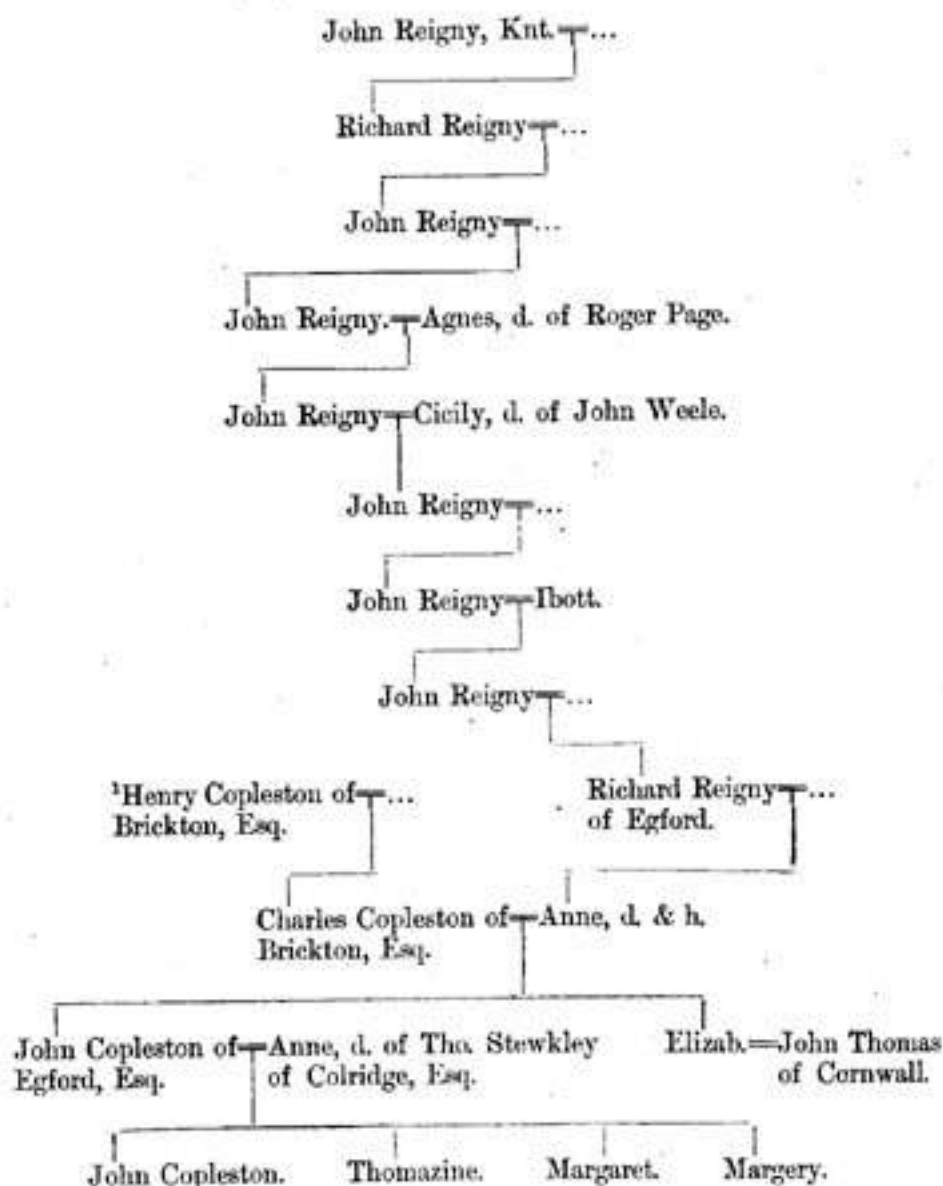 John Reigny, Knt.=...
Richard Reigny=...
John Reigny=...
John Reigny.=Agnes, d. of Roger Page.
John Reigny=Cicily, d. of John Weele.
John Reigny=...
John Reigny=Ibott.
John Reigny=...
¹Henry Copleston of=...
Brickton, Esq.
Richard Reigny=...
of Egford.
Charles Copleston of=Anne, d. & h.
Brickton, Esq.
John Copleston of=Anne, d. of Tho. Stewkley
Egford, Esq.
of Colridge, Esq.
Elizab.=John Thomas
of Cornwall.
John Copleston.
Thomazine.
Margaret.
Margery.